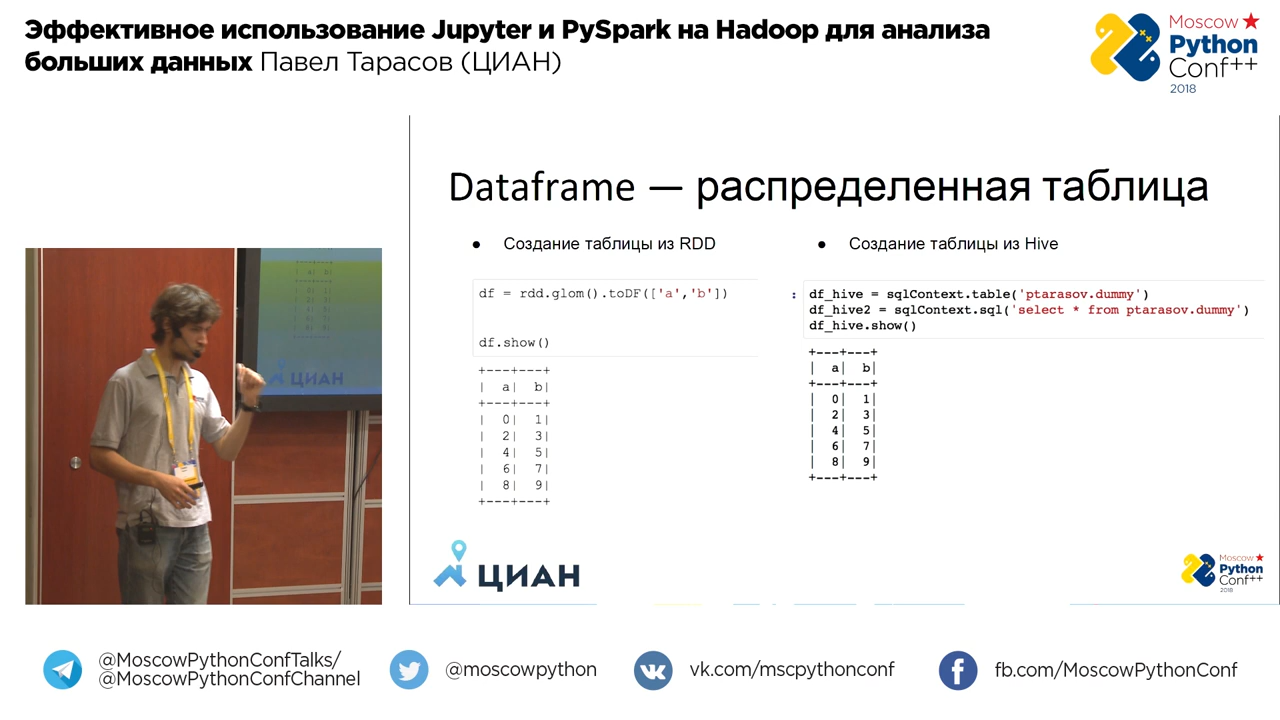 Эффективное использование Jupyter и PySpark на Hadoop для анализа
больших данных Павел Тарасов (ЦИАН)
Moscow
Python
Conf++
2018
Dataframe — распределенная таблица
● Создание таблицы из RDD
df = rdd.glom().toDF(['a','b'])
df.show()
+---+---+
| a| b|
+---+---+
| 0| 1|
| 2| 3|
| 4| 5|
| 6| 7|
| 8| 9|
+---+---+
● Создание таблицы из Hive
: df_hive = sqlContext.table('ptarasov.dummy')
df_hive2 = sqlContext.sql('select * from ptarasov.dummy')
df_hive.show()
+---+---+
| a| b|
+---+---+
| 0| 1|
| 2| 3|
| 4| 5|
| 6| 7|
| 8| 9|
+---+---+
ЦИАН
ЦИАН
Moscow
Python
Conf++
2018
@MoscowPythonConfTalks/
@MoscowPythonConfChannel
@moscowpython
vk.com/mscpythonconf
fb.com/MoscowPythonConf